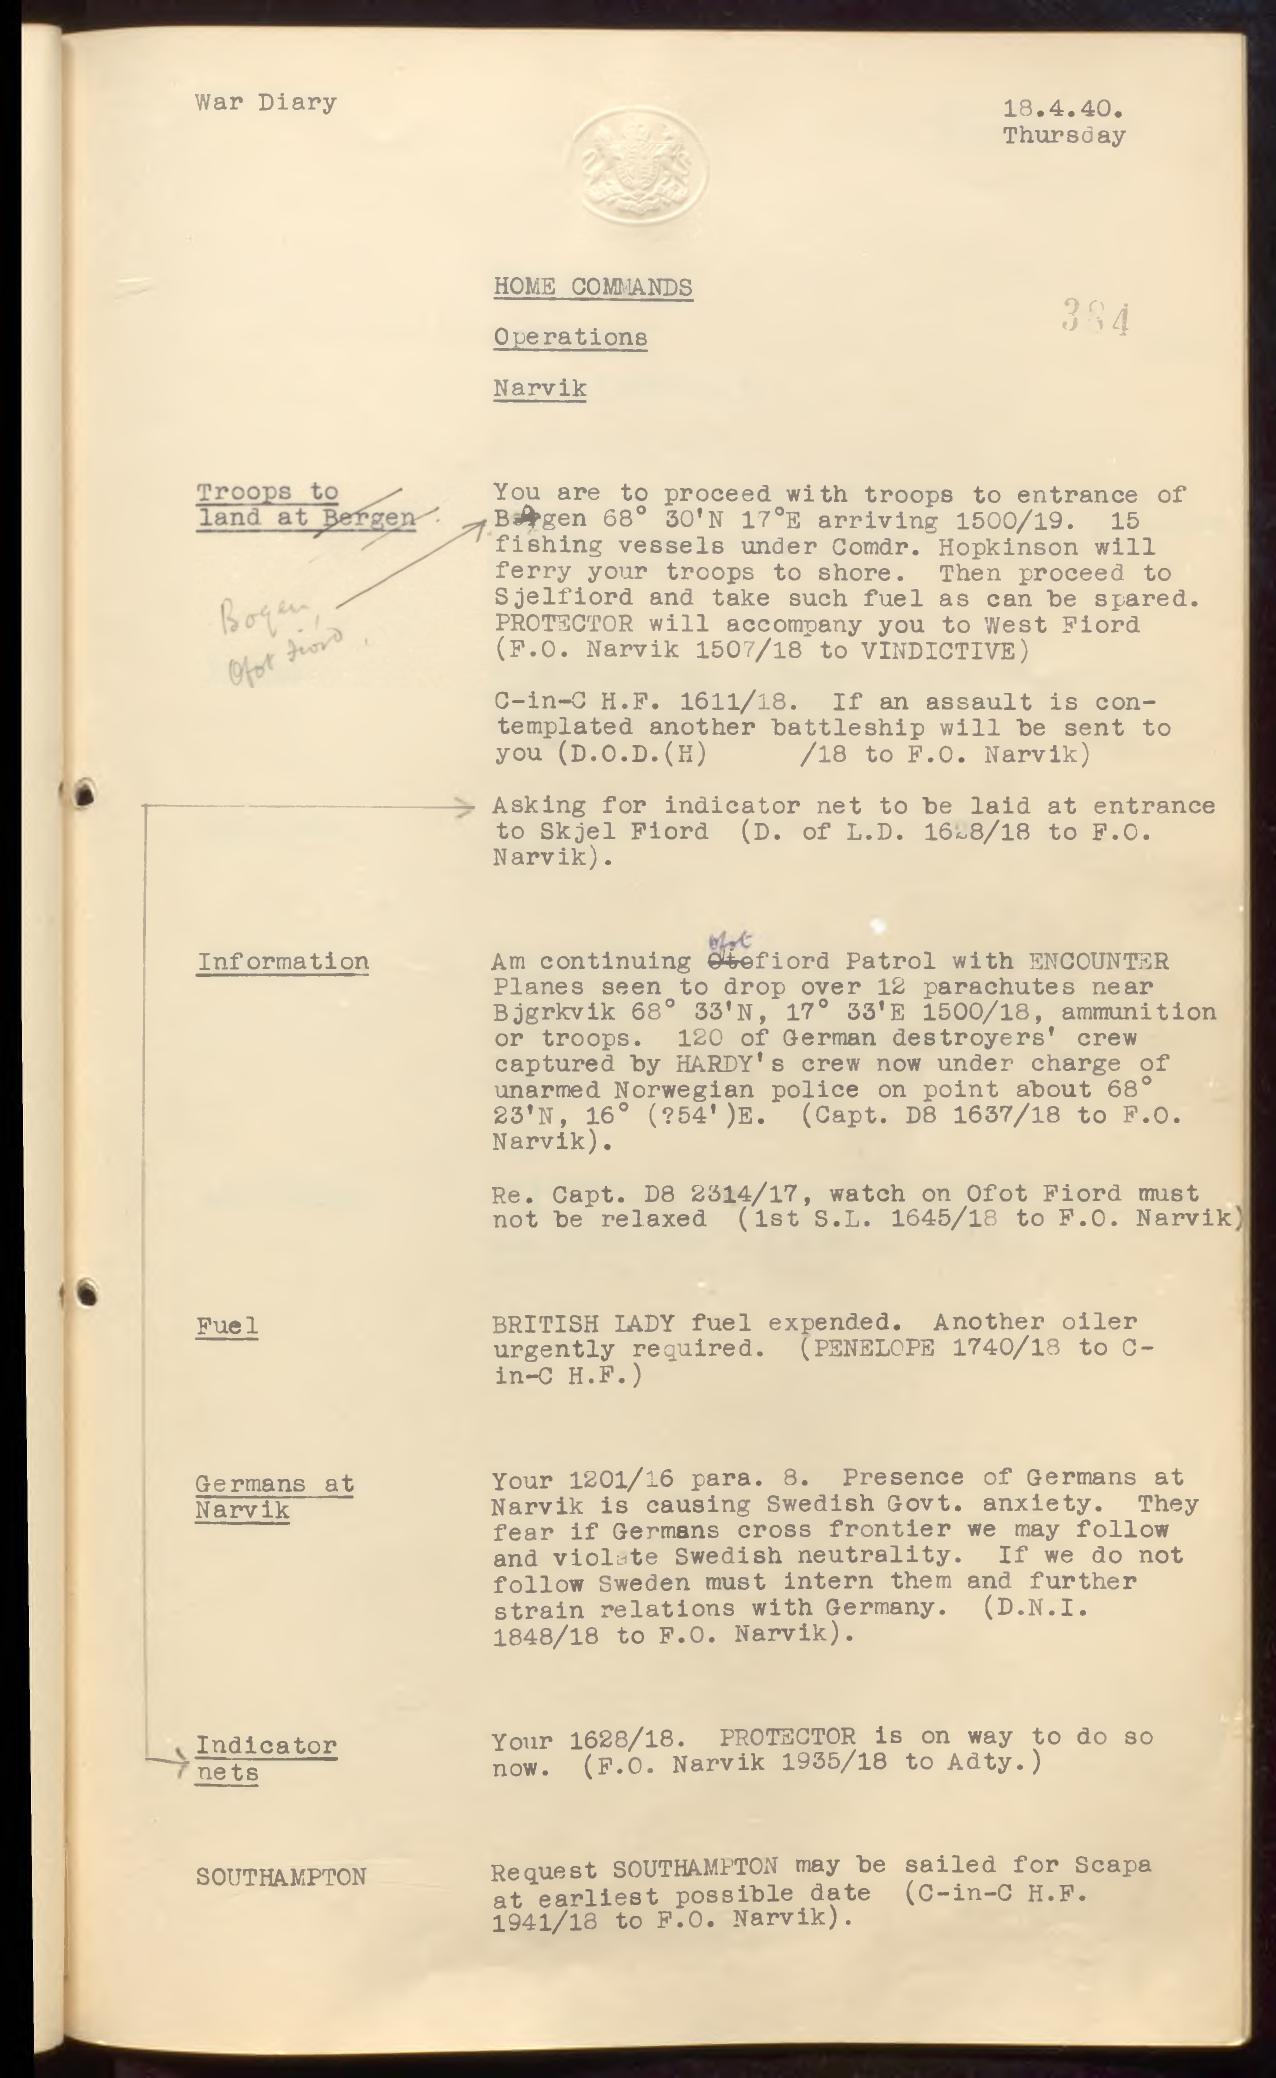 War Diary
18.4.40.
Thursday
HOME COMMANDS
384
Operations
Narvik
Troops to
land at Bergen
Bogen,
Ofot Fiord.
You are to proceed with troops to entrance of
Bogen 68° 30'N 17°E arriving 1500/19. 15
fishing vessels under Comdr. Hopkinson will
ferry your troops to shore. Then proceed to
Sjelfiord and take such fuel as can be spared.
PROTECTOR will accompany you to West Fiord
(F.O. Narvik 1507/18 to VINDICTIVE)
C-in-C H.F. 1611/18. If an assault is con-
templated another battleship will be sent to
you (D.O.D.(H) /18 to F.O. Narvik)
Asking for indicator net to be laid at entrance
to Skjel Fiord (D. of L.D. 1628/18 to F.O.
Narvik).
Information
Ofot
Am continuing Otofiord Patrol with ENCOUNTER
Planes seen to drop over 12 parachutes near
Bjgrkvik 68° 33'N, 17° 33'E 1500/18, ammunition
or troops. 120 of German destroyers' crew
captured by HARDY's crew now under charge of
unarmed Norwegian police on point about 68°
23'N, 16° (?54')E. (Capt. D8 1637/18 to F.O.
Narvik).
Re. Capt. D8 2314/17, watch on Ofot Fiord must
not be relaxed (1st S.L. 1645/18 to F.O. Narvik)
Fuel
BRITISH LADY fuel expended. Another oiler
urgently required. (PENELOPE 1740/18 to C-
in-C H.F.)
Germans at
Narvik
Your 1201/16 para. 8. Presence of Germans at
Narvik is causing Swedish Govt. anxiety. They
fear if Germans cross frontier we may follow
and violate Swedish neutrality. If we do not
follow Sweden must intern them and further
strain relations with Germany. (D.N.I.
1848/18 to F.O. Narvik).
Indicator
nets
Your 1628/18. PROTECTOR is on way to do so
now. (F.O. Narvik 1935/18 to Adty.)
SOUTHAMPTON
Request SOUTHAMPTON may be sailed for Scapa
at earliest possible date (C-in-C H.F.
1941/18 to F.O. Narvik).